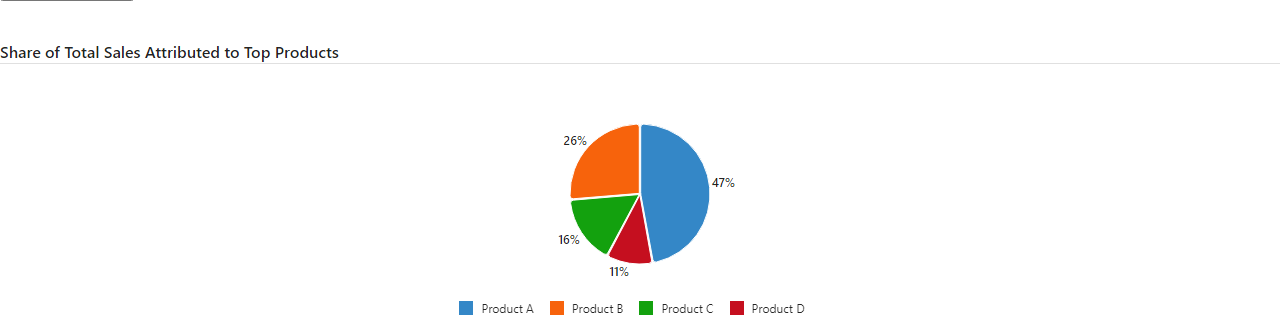 Share of Total Sales Attributed to Top Products
26%
47%
16%
11%
Product A Product B Product C Product D